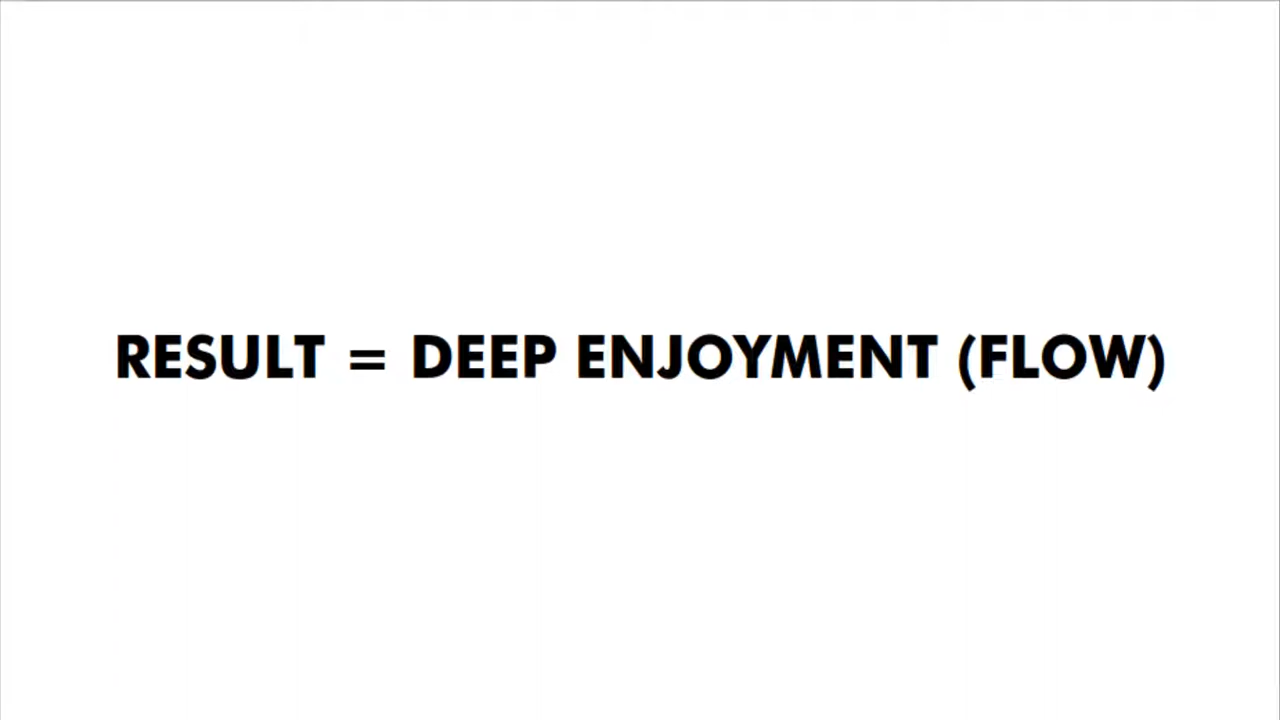 RESULT = DEEP ENJOYMENT (FLOW)